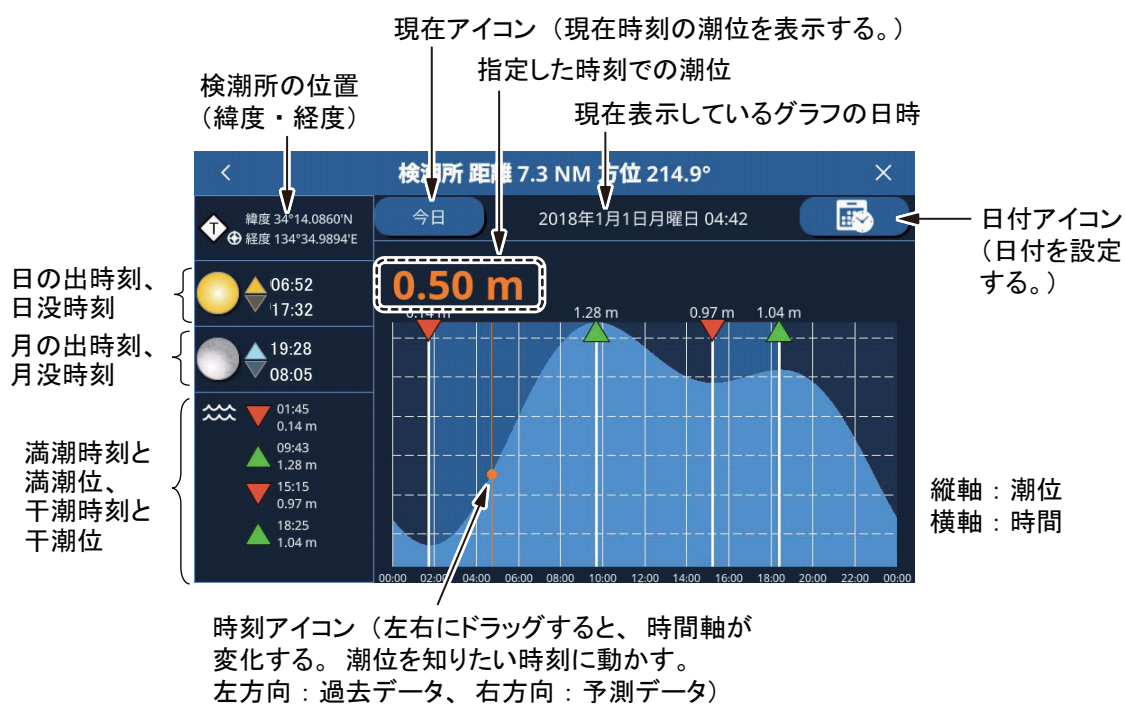 現在アイコン（現在時刻の潮位を表示する。）
指定した時刻での潮位
検潮所の位置
（緯度・経度）
現在表示しているグラフの日時
検潮所 距離 7.3 NM 方位 214.9°
緯度 34°14.0860'N
経度 134°34.9894'E
今日
2018年1月1日月曜日 04:42
日付アイコン
（日付を設定
する。）
日の出時刻、
日没時刻
06:52
17:32
0.50 m
0.14 m
1.28 m
0.97 m
1.04 m
月の出時刻、
月没時刻
19:28
08:05
満潮時刻と
満潮位、
干潮時刻と
干潮位
01:45
0.14 m
09:43
1.28 m
15:15
0.97 m
18:25
1.04 m
縦軸：潮位
横軸：時間
00:00 02:00 04:00 06:00 08:00 10:00 12:00 14:00 16:00 18:00 20:00 22:00 00:00
時刻アイコン（左右にドラッグすると、時間軸が
変化する。潮位を知りたい時刻に動かす。
左方向：過去データ、右方向：予測データ）